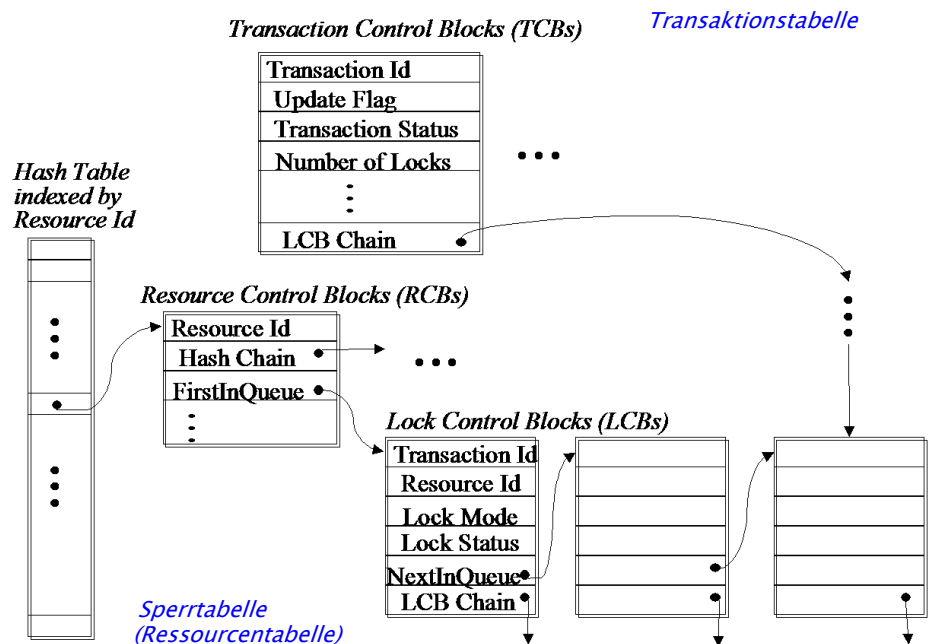 Transaction Control Blocks (TCBs)
Transaktionstabelle
Transaction Id
Update Flag
Transaction Status
Number of Locks
LCB Chain
Hash Table
indexed by
Resource Id
Resource Control Blocks (RCBs)
Resource Id
Hash Chain
FirstInQueue
Lock Control Blocks (LCBs)
Transaction Id
Resource Id
Lock Mode
Lock Status
NextInQueue
LCB Chain
Sperrtabelle
(Ressourcentabelle)